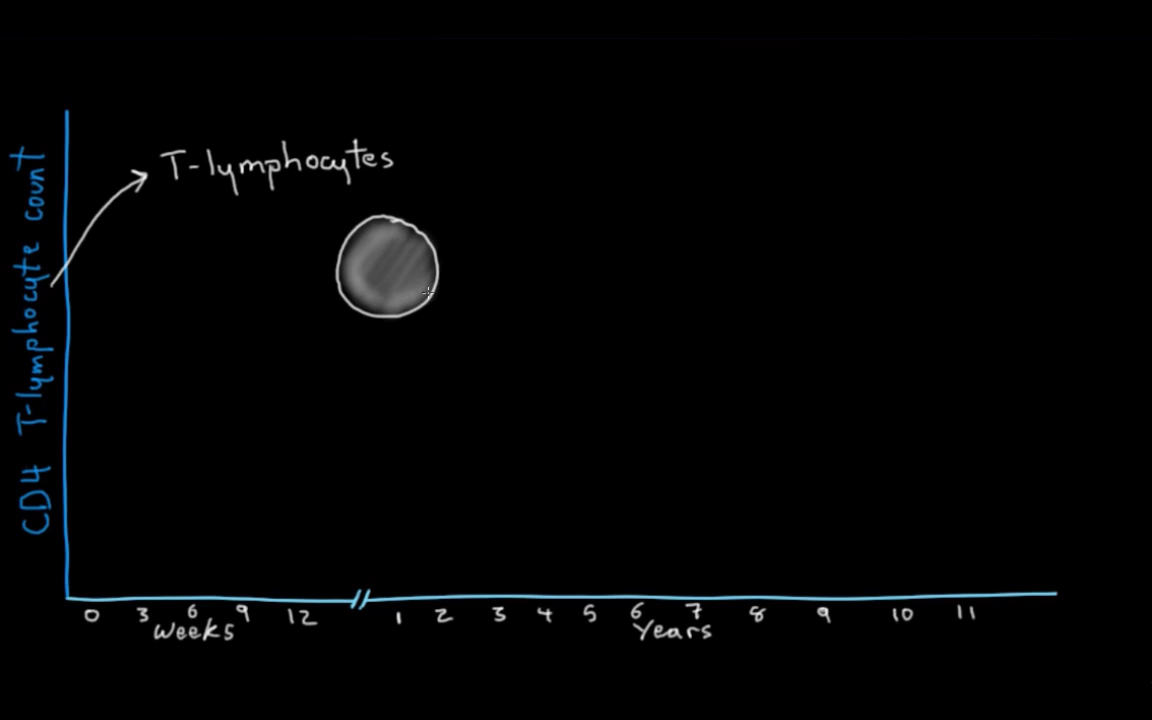 CD4 T-lymphocyte count
T-lymphocytes
0 3 6 9 12 1 2 3 4 5 6 7 8 9 10 11
Weeks Years